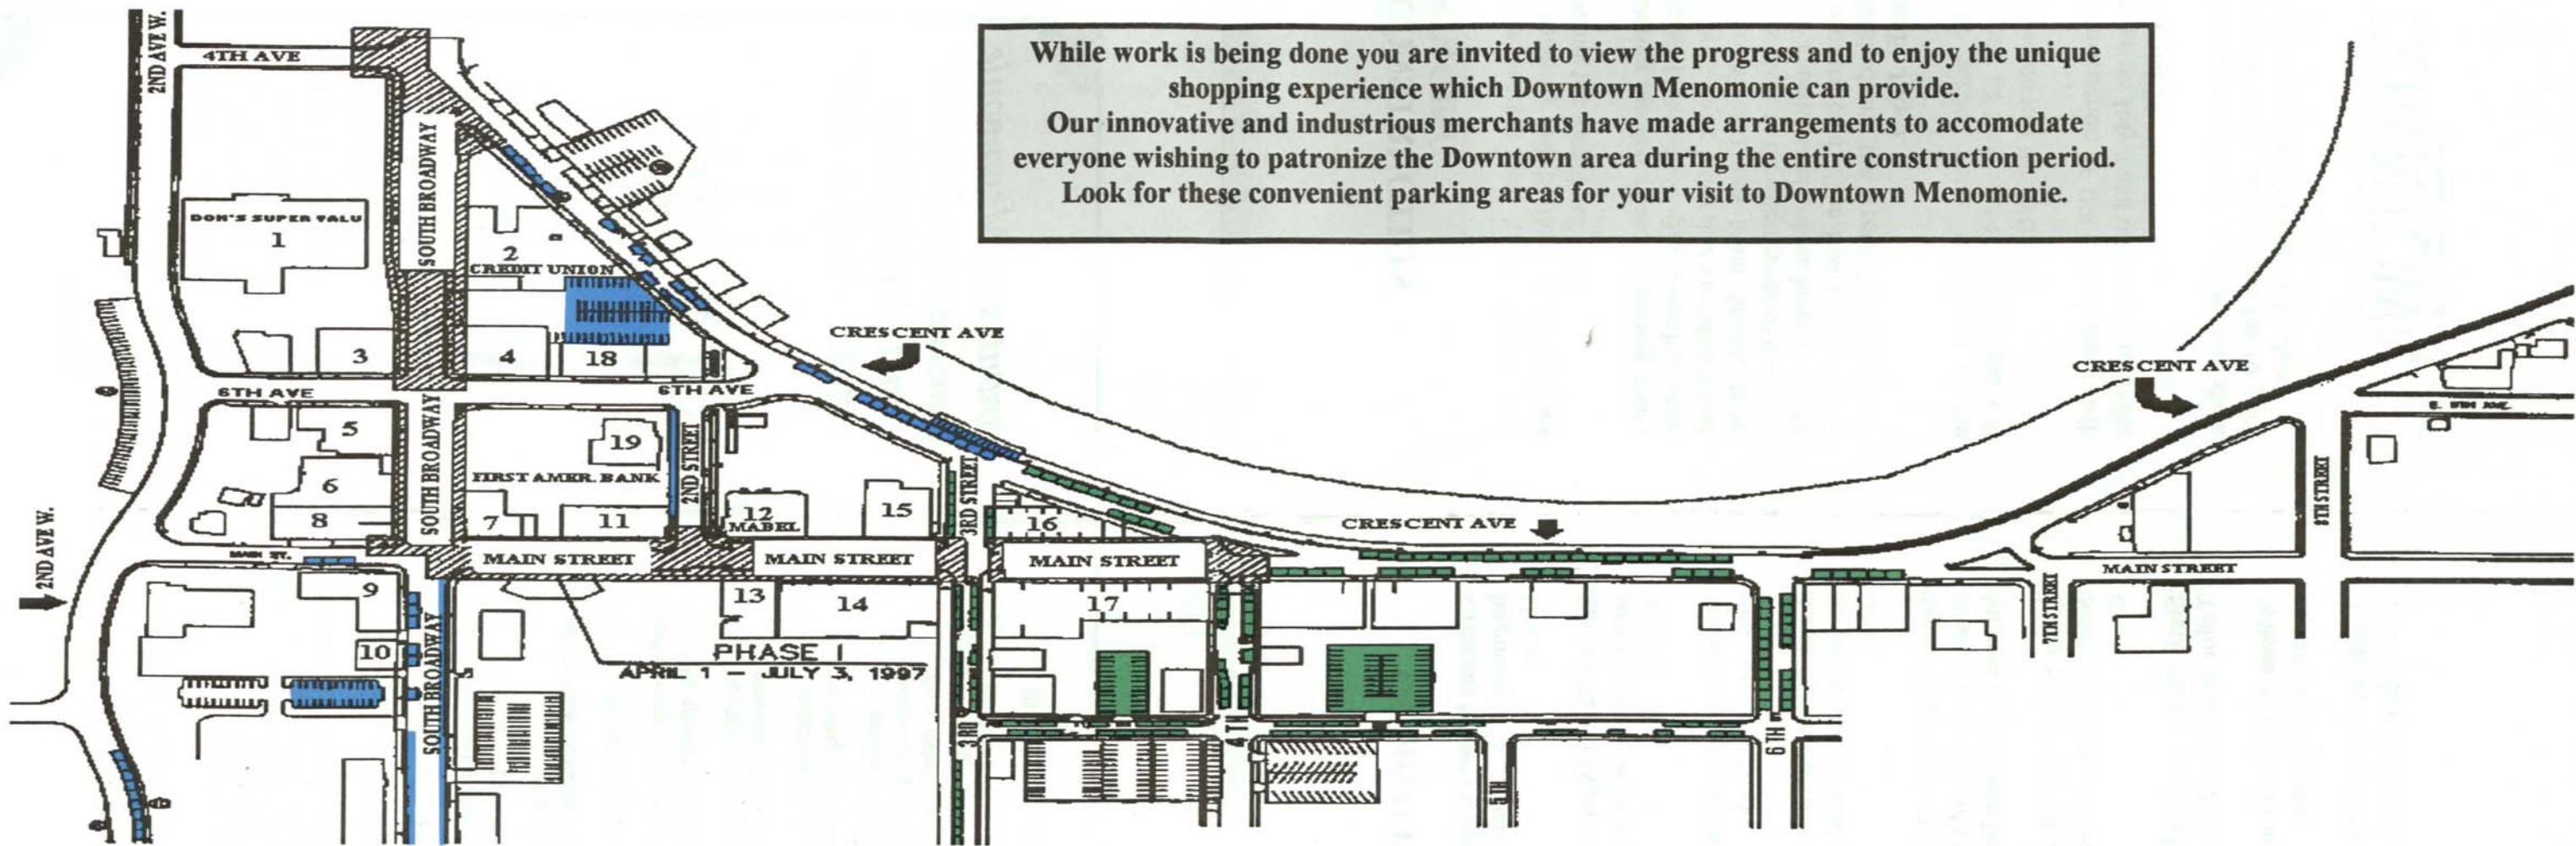 While work is being done you are invited to view the progress and to enjoy the unique
shopping experience which Downtown Menomonie can provide.
Our innovative and industrious merchants have made arrangements to accomodate
everyone wishing to patronize the Downtown area during the entire construction period.
Look for these convenient parking areas for your visit to Downtown Menomonie.
2ND AVE W.
4TH AVE
SOUTH BROADWAY
DON'S SUPER VALU
1
2
CREDIT UNION
3
4
18
CRESCENT AVE
CRESCENT AVE
6TH AVE
6TH AVE
E. 6TH AVE.
5
SOUTH BROADWAY
19
2ND STREET
8TH STREET
FIRST AMER. BANK
6
3RD STREET
7
8
11
12
MABEL
15
16
CRESCENT AVE
2ND AVE W.
MAIN ST.
MAIN STREET
MAIN STREET
MAIN STREET
MAIN STREET
9
SOUTH BROADWAY
13
14
17
7TH STREET
10
PHASE I
APRIL 1 - JULY 3, 1997
3RD
4TH
5TH
6TH